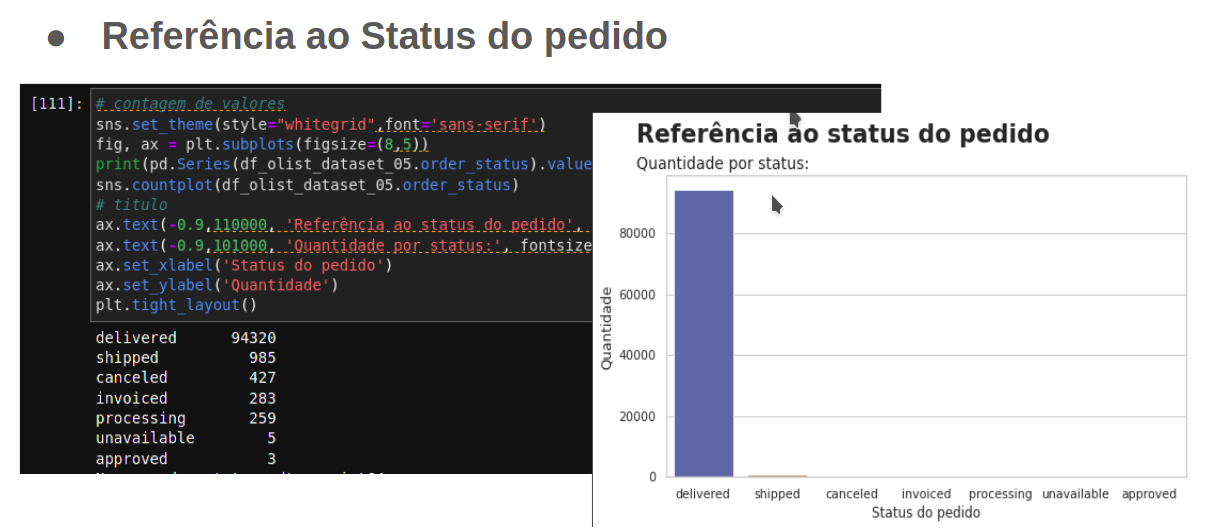 ● Referência ao Status do pedido
[111]: # contagem de valores
sns.set_theme(style="whitegrid",font='sans-serif')
fig, ax = plt.subplots(figsize=(8,5))
print(pd.Series(df_olist_dataset_05.order_status).value
sns.countplot(df_olist_dataset_05.order_status)
# titulo
ax.text(-0.9,110000, 'Referência ao status do pedido',
ax.text(-0.9,101000, 'Quantidade por status:', fontsize
ax.set_xlabel('Status do pedido')
ax.set_ylabel('Quantidade')
plt.tight_layout()
delivered 94320
shipped 985
canceled 427
invoiced 283
processing 259
unavailable 5
approved 3
Referência ao status do pedido
Quantidade por status:
Quantidade
80000
60000
40000
20000
0
delivered shipped canceled invoiced processing unavailable approved
Status do pedido